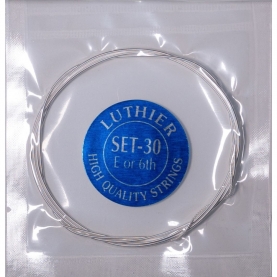 LUTHIER
SET-30
E or 6th
HIGH QUALITY STRINGS